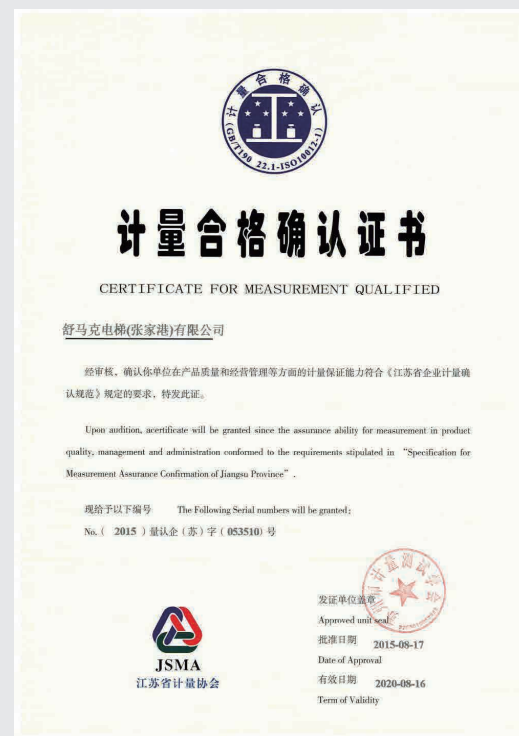 计量合格确认
(GB/T190 22.1-ISO10012-1)
计量合格确认证书
CERTIFICATE FOR MEASUREMENT QUALIFIED
舒马克电梯(张家港)有限公司
经审核，确认你单位在产品质量和经营管理等方面的计量保证能力符合《江苏省企业计量确
认规范》规定的要求，特发此证。
Upon audition, acertificate will be granted since the assurance ability for measurement in product
quality, management and administration conformed to the requirements stipulated in “Specification for
Measurement Assurance Confirmation of Jiangsu Province”.
现给予以下编号 The Following Serial numbers will be granted:
No.( 2015 ) 量认企 (苏) 字 ( 053510 ) 号
发证单位盖章
Approved unit seal
批准日期 2015-08-17
Date of Approval
有效日期 2020-08-16
Term of Validity
JSMA
江苏省计量协会